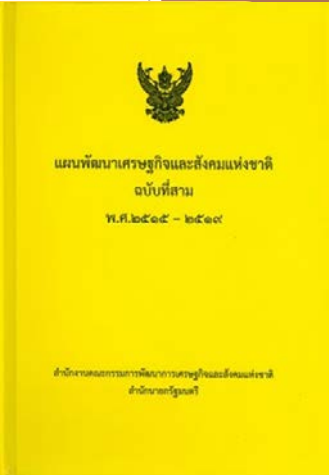 แผนพัฒนาเศรษฐกิจและสังคมแห่งชาติ
ฉบับที่สาม
พ.ศ.๒๕๑๕ - ๒๕๑๙
สำนักงานคณะกรรมการพัฒนาการเศรษฐกิจและสังคมแห่งชาติ
สำนักนายกรัฐมนตรี